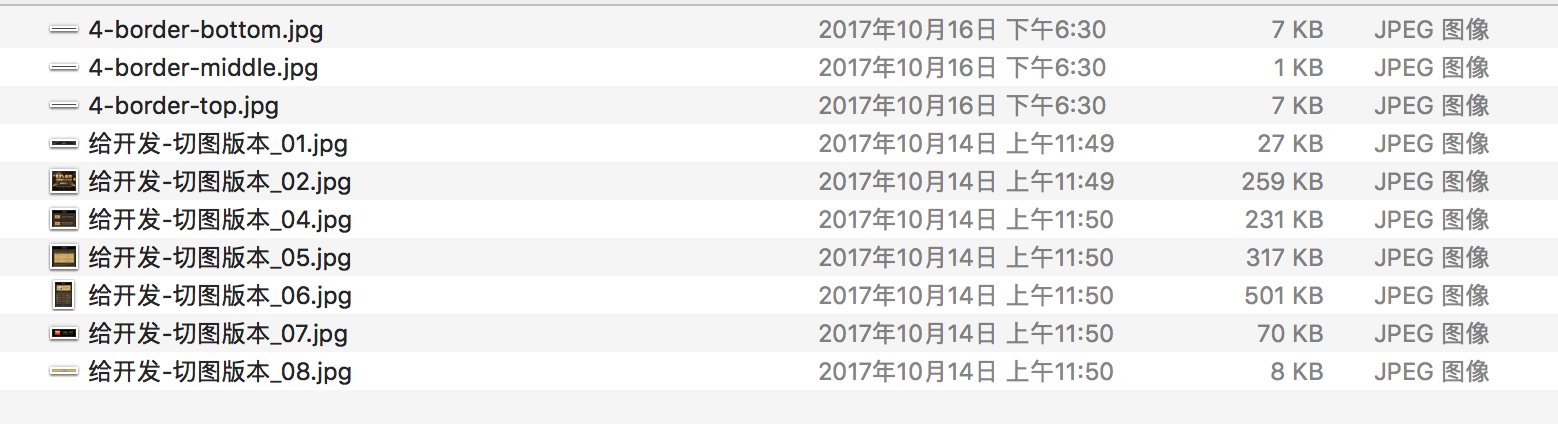 4-border-bottom.jpg 2017年10月16日 下午6:30 7 KB JPEG 图像
4-border-middle.jpg 2017年10月16日 下午6:30 1 KB JPEG 图像
4-border-top.jpg 2017年10月16日 下午6:30 7 KB JPEG 图像
给开发-切图版本_01.jpg 2017年10月14日 上午11:49 27 KB JPEG 图像
给开发-切图版本_02.jpg 2017年10月14日 上午11:49 259 KB JPEG 图像
给开发-切图版本_04.jpg 2017年10月14日 上午11:50 231 KB JPEG 图像
给开发-切图版本_05.jpg 2017年10月14日 上午11:50 317 KB JPEG 图像
给开发-切图版本_06.jpg 2017年10月14日 上午11:50 501 KB JPEG 图像
给开发-切图版本_07.jpg 2017年10月14日 上午11:50 70 KB JPEG 图像
给开发-切图版本_08.jpg 2017年10月14日 上午11:50 8 KB JPEG 图像